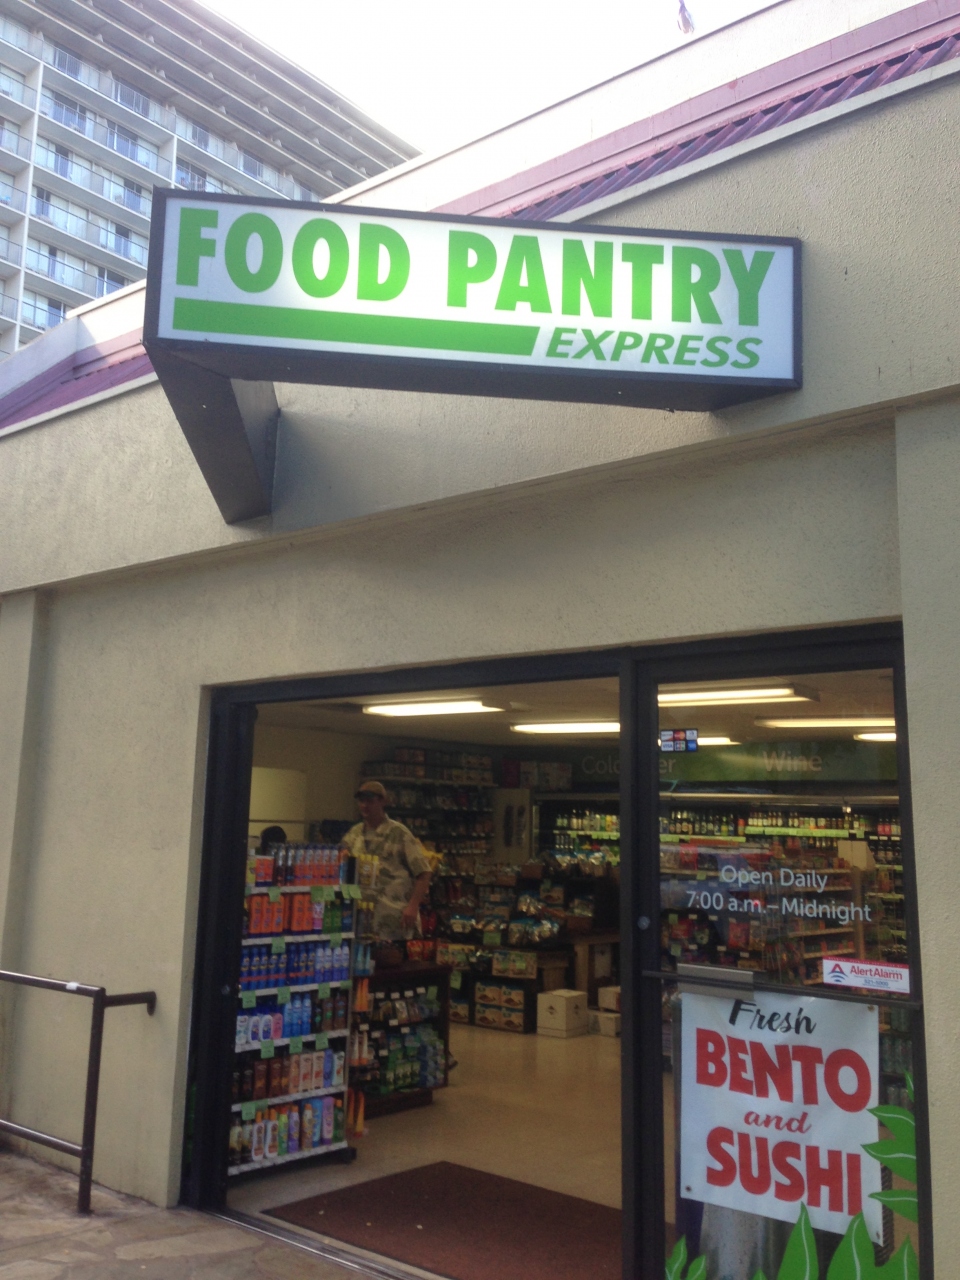 FOOD PANTRY
EXPRESS
Wine
Open Daily
7:00 a.m.–Midnight
AlertAlarm
Fresh
BENTO
and
SUSHI